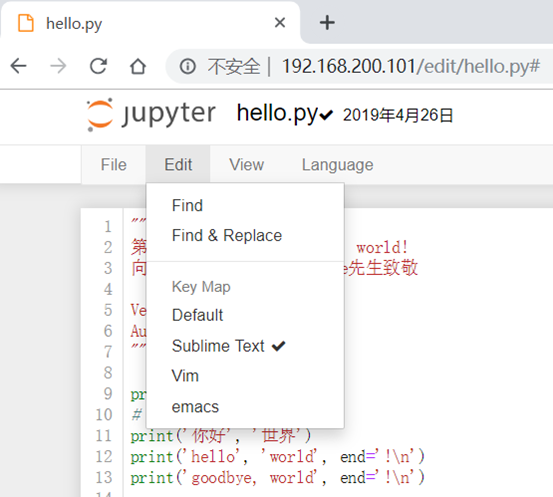 hello.py
不安全 | 192.168.200.101/edit/hello.py#
jupyter hello.py 2019年4月26日
File Edit View Language
Find
Find & Replace
Key Map
Default
Sublime Text
Vim
emacs
1 ""
2 第 world!
3 向 e先生致敬
4
5 Ve
6 Au
7 ""
8
9 pr
10 #
11 print('你好', '世界')
12 print('hello', 'world', end='!\n')
13 print('goodbye, world', end='!\n')